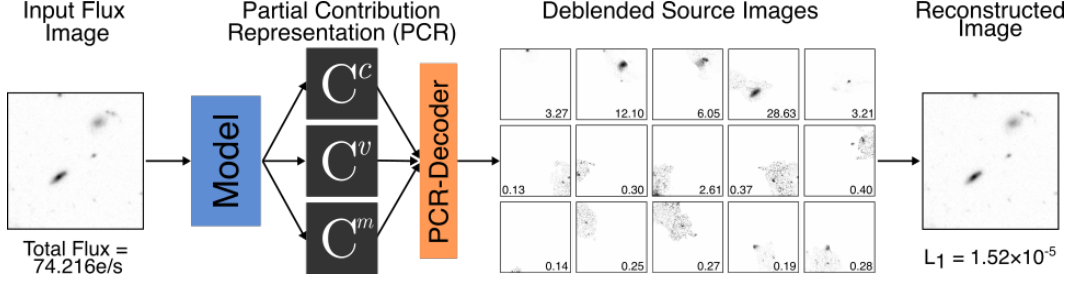 Input Flux
Image
Total Flux =
74.216e/s
Model
Partial Contribution
Representation (PCR)
C^c
C^v
C^m
PCR-Decoder
Deblended Source Images
3.27 12.10 6.05 28.63 3.21
0.13 0.30 2.61 0.37 0.40
0.14 0.25 0.27 0.19 0.28
Reconstructed
Image
L₁ = 1.52×10⁻⁵